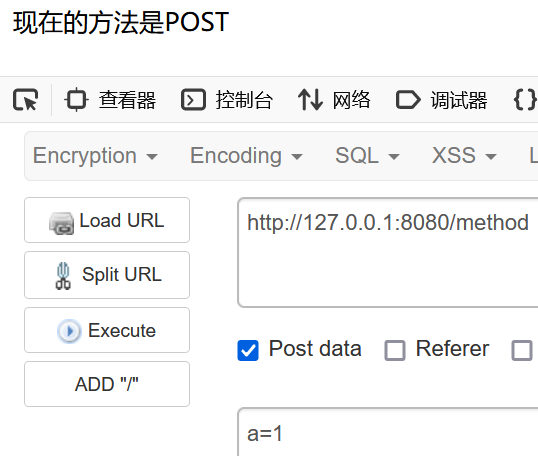 现在的方法是POST
查看器 控制台 网络 调试器
Encryption Encoding SQL XSS
Load URL
http://127.0.0.1:8080/method
Split URL
Execute
Post data Referer
ADD "/"
a=1